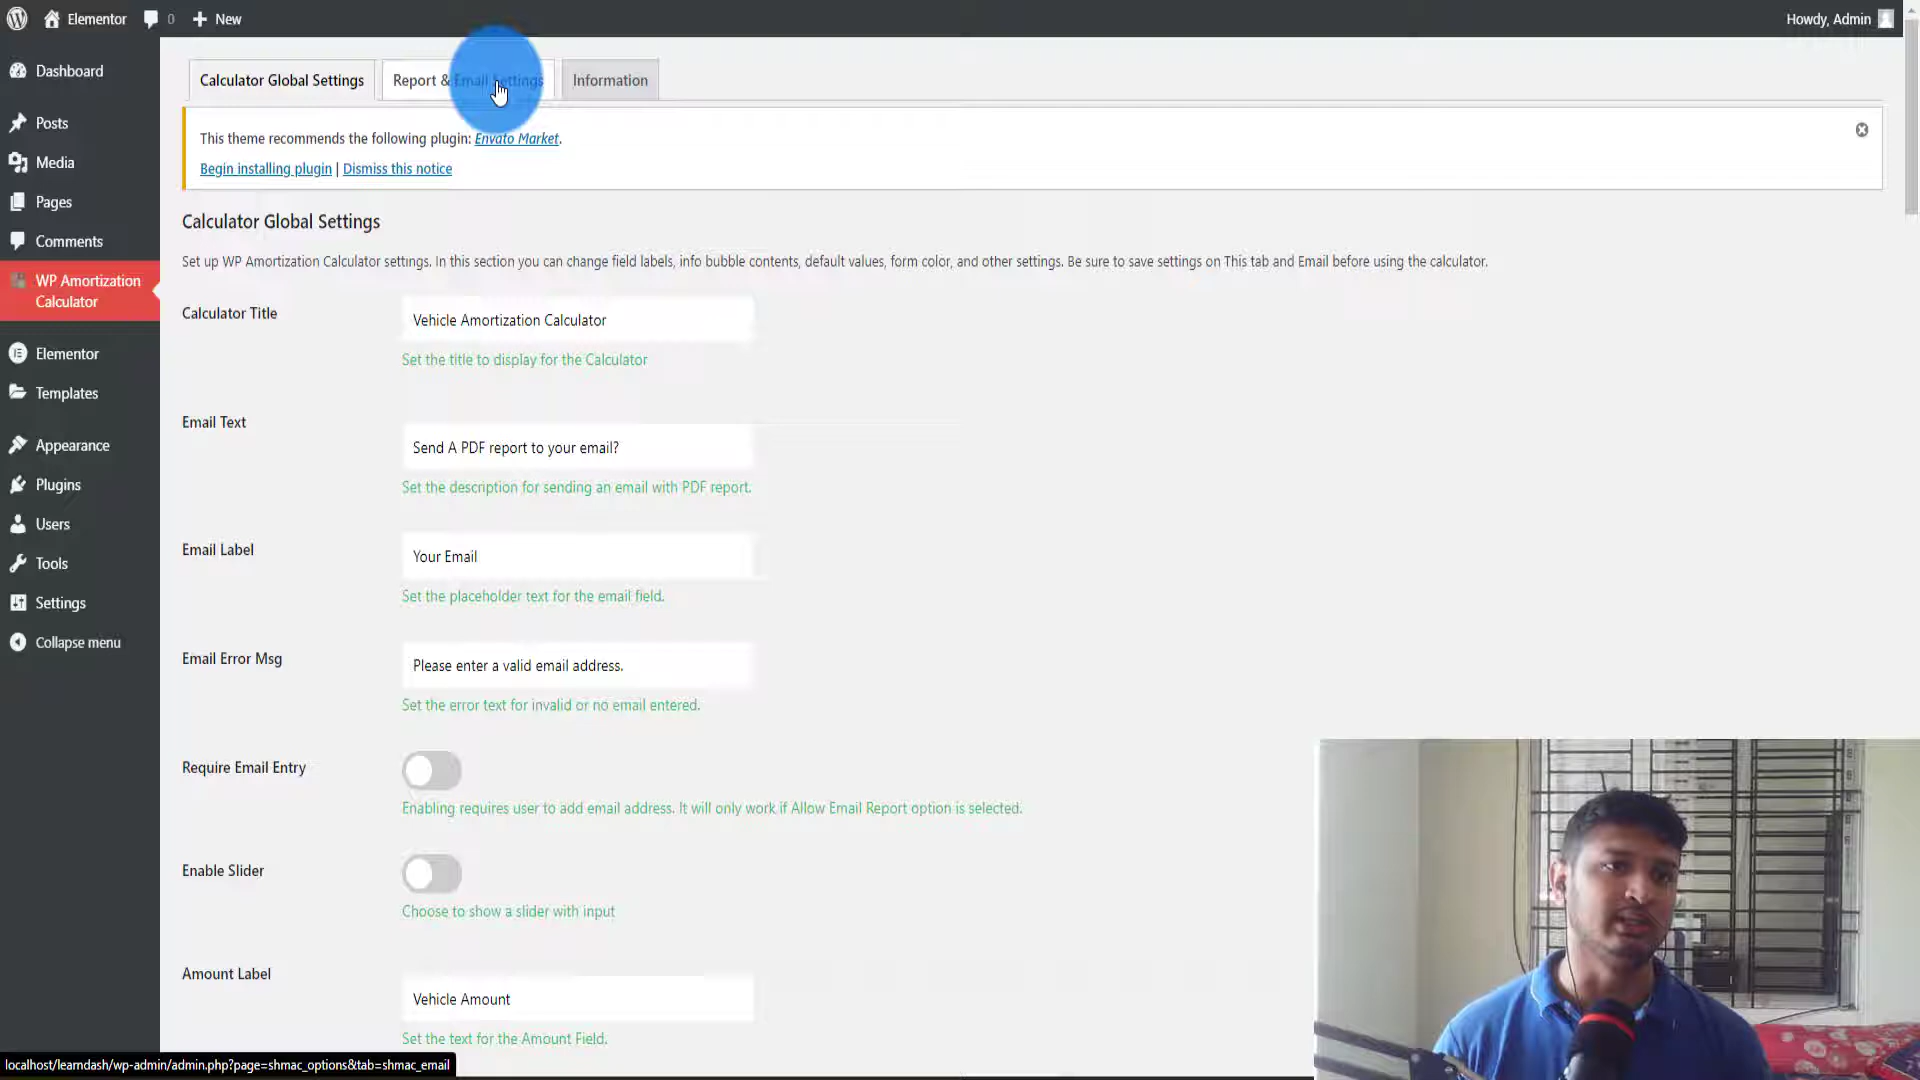 Elementor 0 New Howdy, Admin
Dashboard
Posts
Media
Pages
Comments
WP Amortization
Calculator
Elementor
Templates
Appearance
Plugins
Users
Tools
Settings
Collapse menu
Calculator Global Settings Report & Email Settings Information
This theme recommends the following plugin: Envato Market.
Begin installing plugin | Dismiss this notice
Calculator Global Settings
Set up WP Amortization Calculator settings. In this section you can change field labels, info bubble contents, default values, form color, and other settings. Be sure to save settings on This tab and Email before using the calculator.
Calculator Title
Vehicle Amortization Calculator
Set the title to display for the Calculator
Email Text
Send A PDF report to your email?
Set the description for sending an email with PDF report.
Email Label
Your Email
Set the placeholder text for the email field.
Email Error Msg
Please enter a valid email address.
Set the error text for invalid or no email entered.
Require Email Entry
Enabling requires user to add email address. It will only work if Allow Email Report option is selected.
Enable Slider
Choose to show a slider with input
Amount Label
Vehicle Amount
Set the text for the Amount Field.
localhost/learndash/wp-admin/admin.php?page=shmac_options&tab=shmac_email